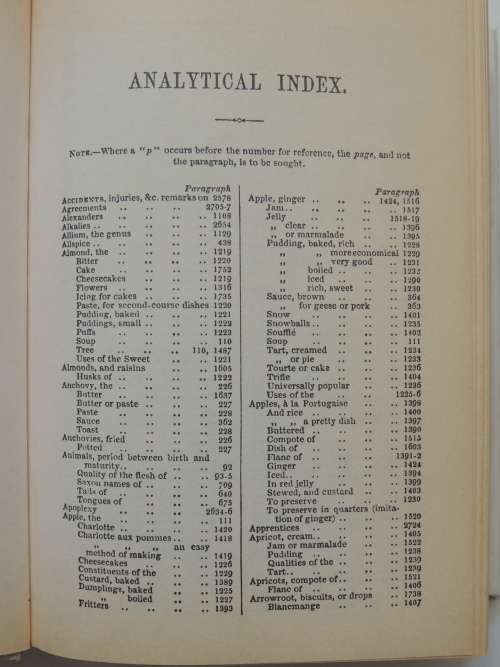 ANALYTICAL INDEX.
NOTE.—Where a "p" occurs before the number for reference, the page, and not
the paragraph, is to be sought.
Paragraph
ACCIDENTS, injuries, &c. remarks on 2578
Agreements .. .. .. .. 2705-7
Alexanders .. .. .. .. 1108
Alkalies .. .. .. .. .. 2654
Allium, the genus .. .. .. 1129
Allspice .. .. .. .. .. 438
Almond, the .. .. .. .. 1219
Bitter .. .. .. .. 1220
Cake .. .. .. .. 1752
Cheesecakes .. .. .. 1219
Flowers .. .. .. .. 1316
Icing for cakes .. .. .. 1735
Paste, for second-course dishes 1220
Pudding, baked .. .. .. 1221
Puddings, small .. .. .. 1222
Puffs .. .. .. .. 1223
Soup .. .. .. .. 110
Tree .. .. .. 110, 1487
Uses of the Sweet .. .. 1221
Almonds, and raisins .. .. 1605
Husks of .. .. .. .. 1222
Anchovy, the .. .. .. .. 226
Butter .. .. .. .. 1637
Butter or paste .. .. .. 227
Paste .. .. .. .. 228
Sauce .. .. .. .. 362
Toast .. .. .. .. 228
Anchovies, fried .. .. .. 226
Potted .. .. .. .. 227
Animals, period between birth and
maturity.. .. .. .. 92
Quality of the flesh of .. .. 93-5
Saxon names of .. .. .. 709
Tails of .. .. .. .. 640
Tongues of .. .. .. 675
Apoplexy .. .. .. .. 2634-6
Apple, the .. .. .. .. 111
Charlotte .. .. .. .. 1420
Charlotte aux pommes .. .. 1418
„ „ „ an easy
method of making .. .. 1419
Cheesecakes .. .. .. 1226
Constituents of the .. .. 1229
Custard, baked .. .. .. 1389
Dumplings, baked .. .. 1225
„ boiled .. .. 1227
Fritters .. .. .. .. 1393
Paragraph
Apple, ginger .. .. .. 1424, 1516
Jam .. .. .. .. .. 1517
Jelly .. .. .. .. 1518-19
„ clear .. .. .. .. 1396
„ or marmalade .. .. 1395
Pudding, baked, rich .. .. 1228
„ „ more economical 1229
„ „ very good .. 1231
„ boiled .. .. 1232
„ iced .. .. .. 1290
„ rich, sweet .. .. 1230
Sauce, brown .. .. .. 364
„ for geese or pork .. 363
Snow .. .. .. .. 1401
Snowballs .. .. .. .. 1235
Soufflé .. .. .. .. 1402
Soup .. .. .. .. 111
Tart, creamed .. .. .. 1234
„ or pie .. .. .. 1233
Tourte or cake .. .. .. 1236
Trifle .. .. .. .. 1404
Universally popular .. .. 1236
Uses of the .. .. .. 1225-6
Apples, à la Portugaise .. .. 1398
And rice .. .. .. .. 1400
„ „ a pretty dish .. .. 1397
Buttered .. .. .. .. 1390
Compote of .. .. .. 1515
Dish of .. .. .. .. 1603
Flanc of .. .. .. 1391-2
Ginger .. .. .. .. 1424
Iced .. .. .. .. .. 1394
In red jelly .. .. .. 1399
Stewed, and custard .. .. 1403
To preserve .. .. .. 1230
To preserve in quarters (imita-
tion of ginger) .. .. .. 1520
Apprentices .. .. .. .. 2724
Apricot, cream .. .. .. .. 1405
Jam or marmalade .. .. 1522
Pudding .. .. .. .. 1238
Qualities of the .. .. .. 1239
Tart .. .. .. .. .. 1239
Apricots, compote of .. .. .. 1521
Flanc of .. .. .. .. 1406
Arrowroot, biscuits, or drops .. 1738
Blancmange .. .. .. 1407